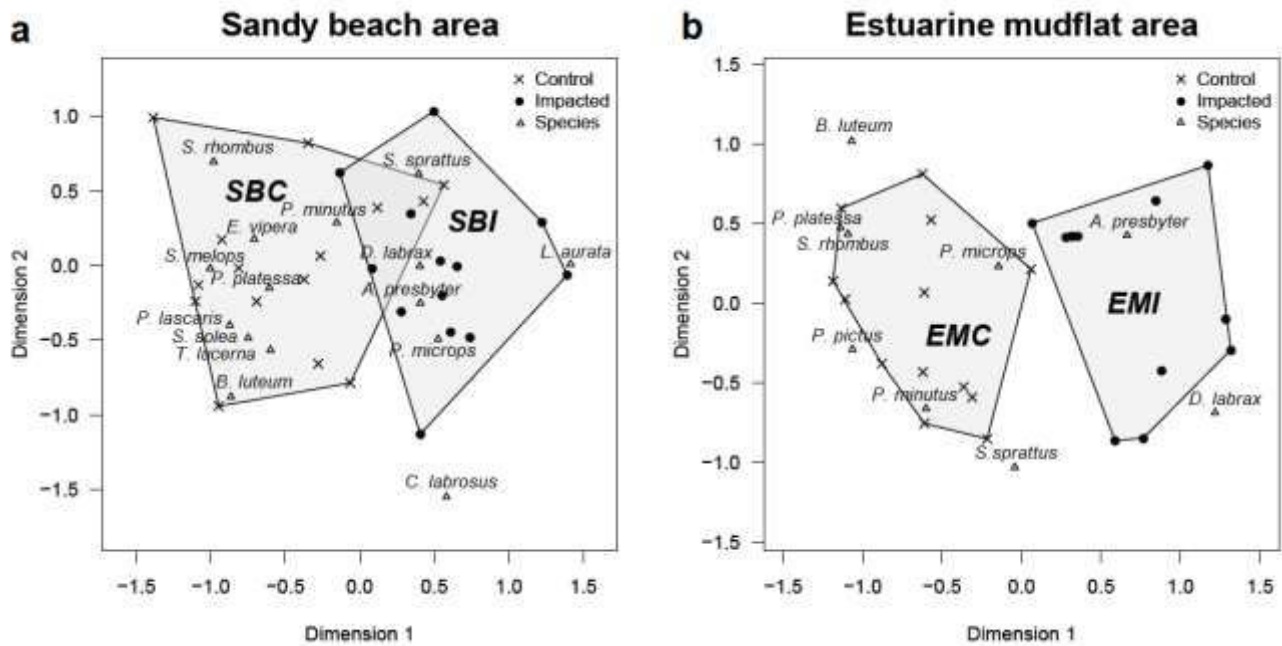 a
Sandy beach area
Control
Impacted
Species
S. rhombus
S. sprattus
SBC
P. minutus
SBI
E. vipera
S. melops
D. labrax
L. aurata
P. platessa
A. presbyter
P. lascaris
S. solea
T. lucerna
P. microps
B. luteum
C. labrosus
1.0
0.5
0.0
−0.5
−1.0
−1.5
Dimension 2
−1.5 −1.0 −0.5 0.0 0.5 1.0 1.5
Dimension 1
b
Estuarine mudflat area
Control
Impacted
Species
B. luteum
P. platessa
A. presbyter
S. rhombus
P. microps
EMI
P. pictus
EMC
P. minutus
D. labrax
S.sprattus
1.5
1.0
0.5
0.0
−0.5
−1.0
−1.5
Dimension 2
−1.5 −1.0 −0.5 0.0 0.5 1.0 1.5
Dimension 1